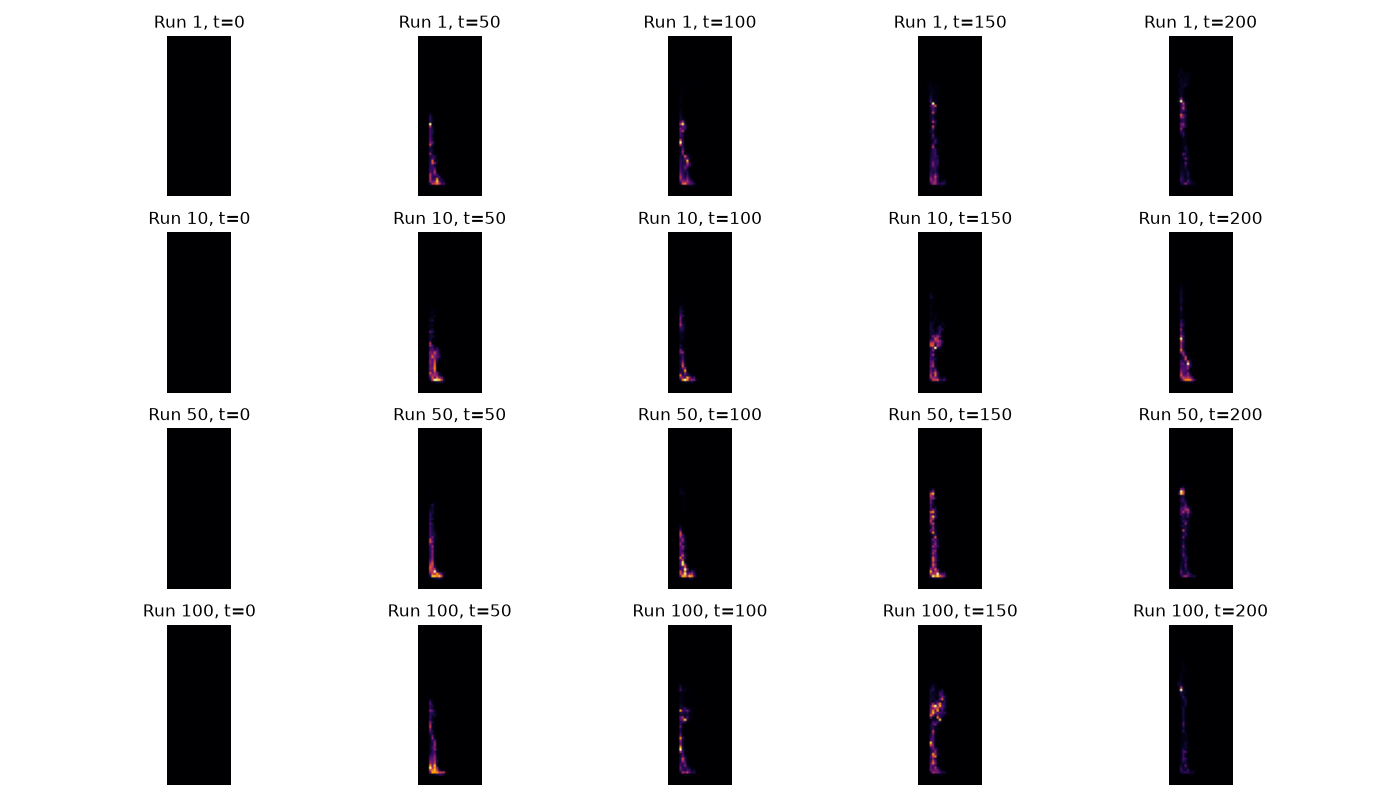 Run 1, t=0
Run 1, t=50
Run 1, t=100
Run 1, t=150
Run 1, t=200
Run 10, t=0
Run 10, t=50
Run 10, t=100
Run 10, t=150
Run 10, t=200
Run 50, t=0
Run 50, t=50
Run 50, t=100
Run 50, t=150
Run 50, t=200
Run 100, t=0
Run 100, t=50
Run 100, t=100
Run 100, t=150
Run 100, t=200